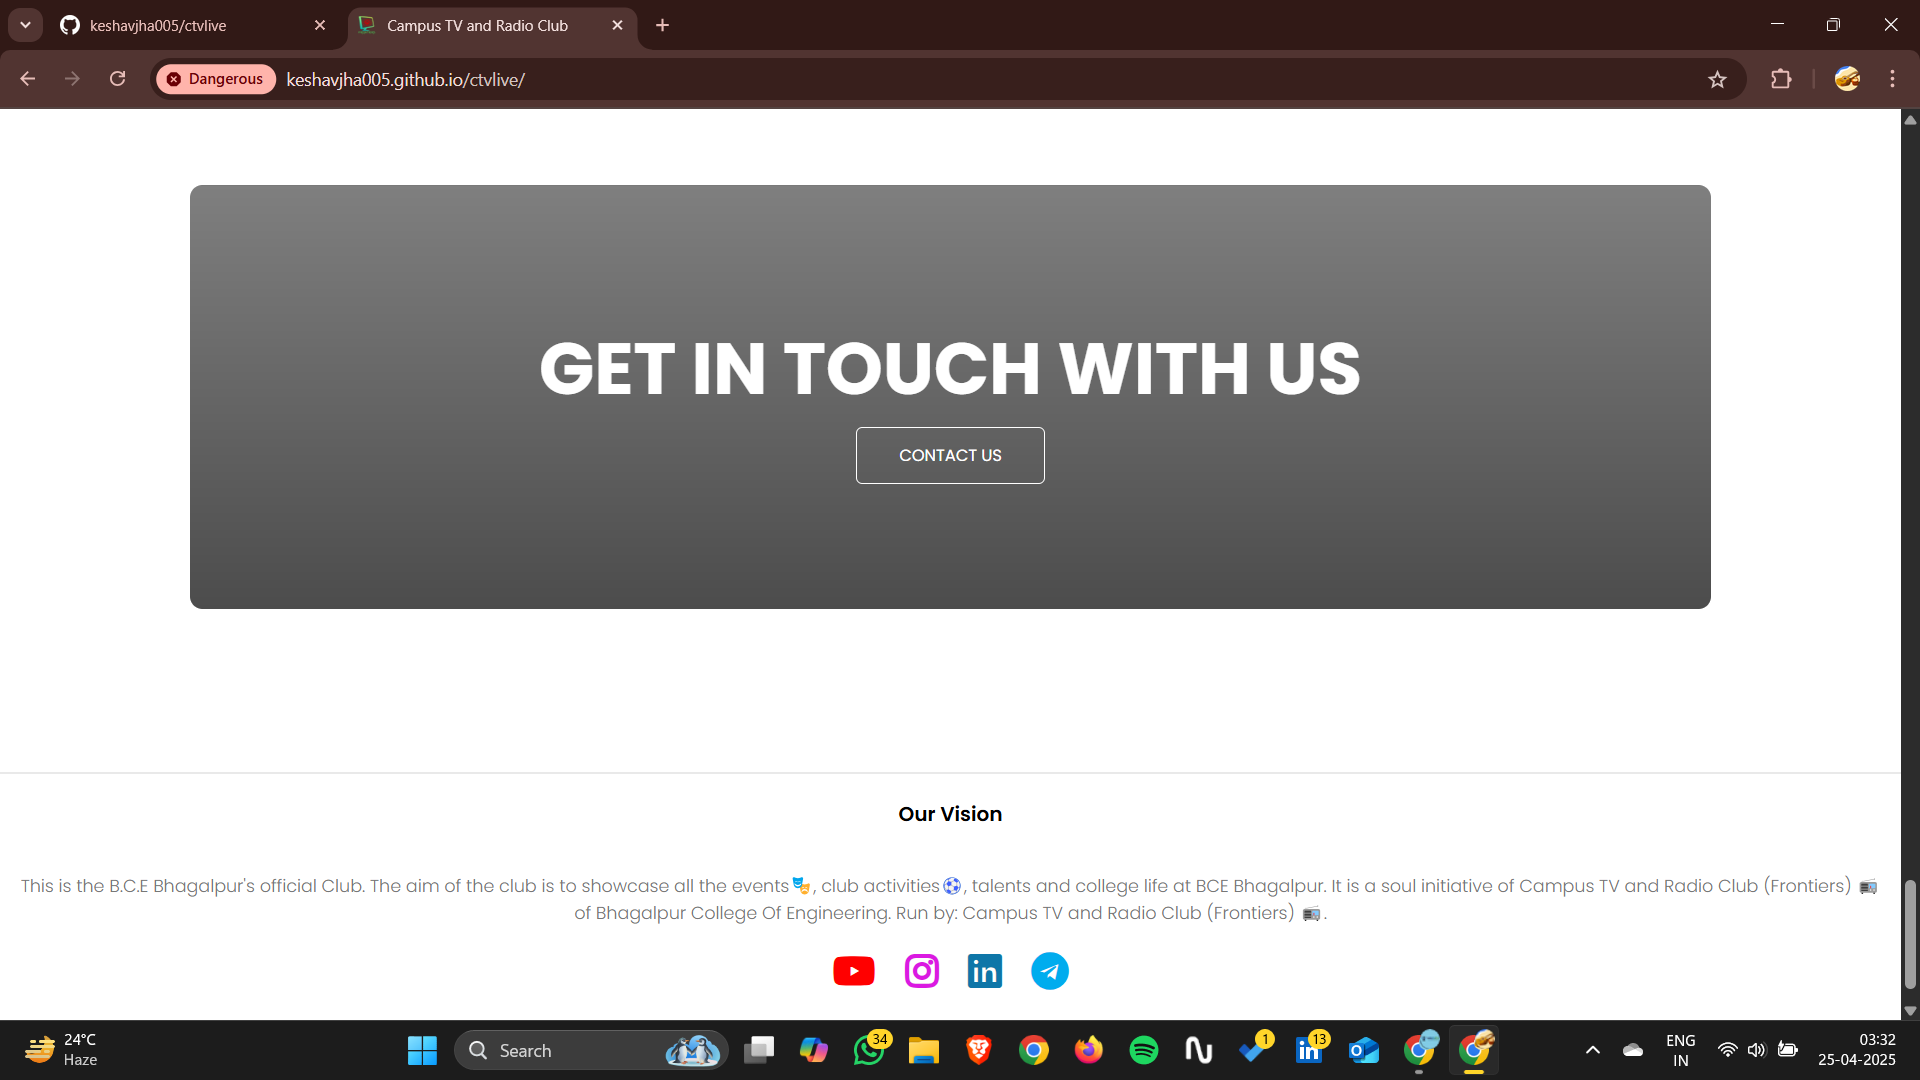 keshavjha005/ctvlive
Campus TV and Radio Club
Dangerous
keshavjha005.github.io/ctvlive/
GET IN TOUCH WITH US
CONTACT US
Our Vision
This is the B.C.E Bhagalpur's official Club. The aim of the club is to showcase all the events🎭, club activities⚽, talents and college life at BCE Bhagalpur. It is a soul initiative of Campus TV and Radio Club (Frontiers) 📻
of Bhagalpur College Of Engineering. Run by: Campus TV and Radio Club (Frontiers) 📻.
in
24°C
Haze
Search
34
1
in
13
ENG
IN
03:32
25-04-2025